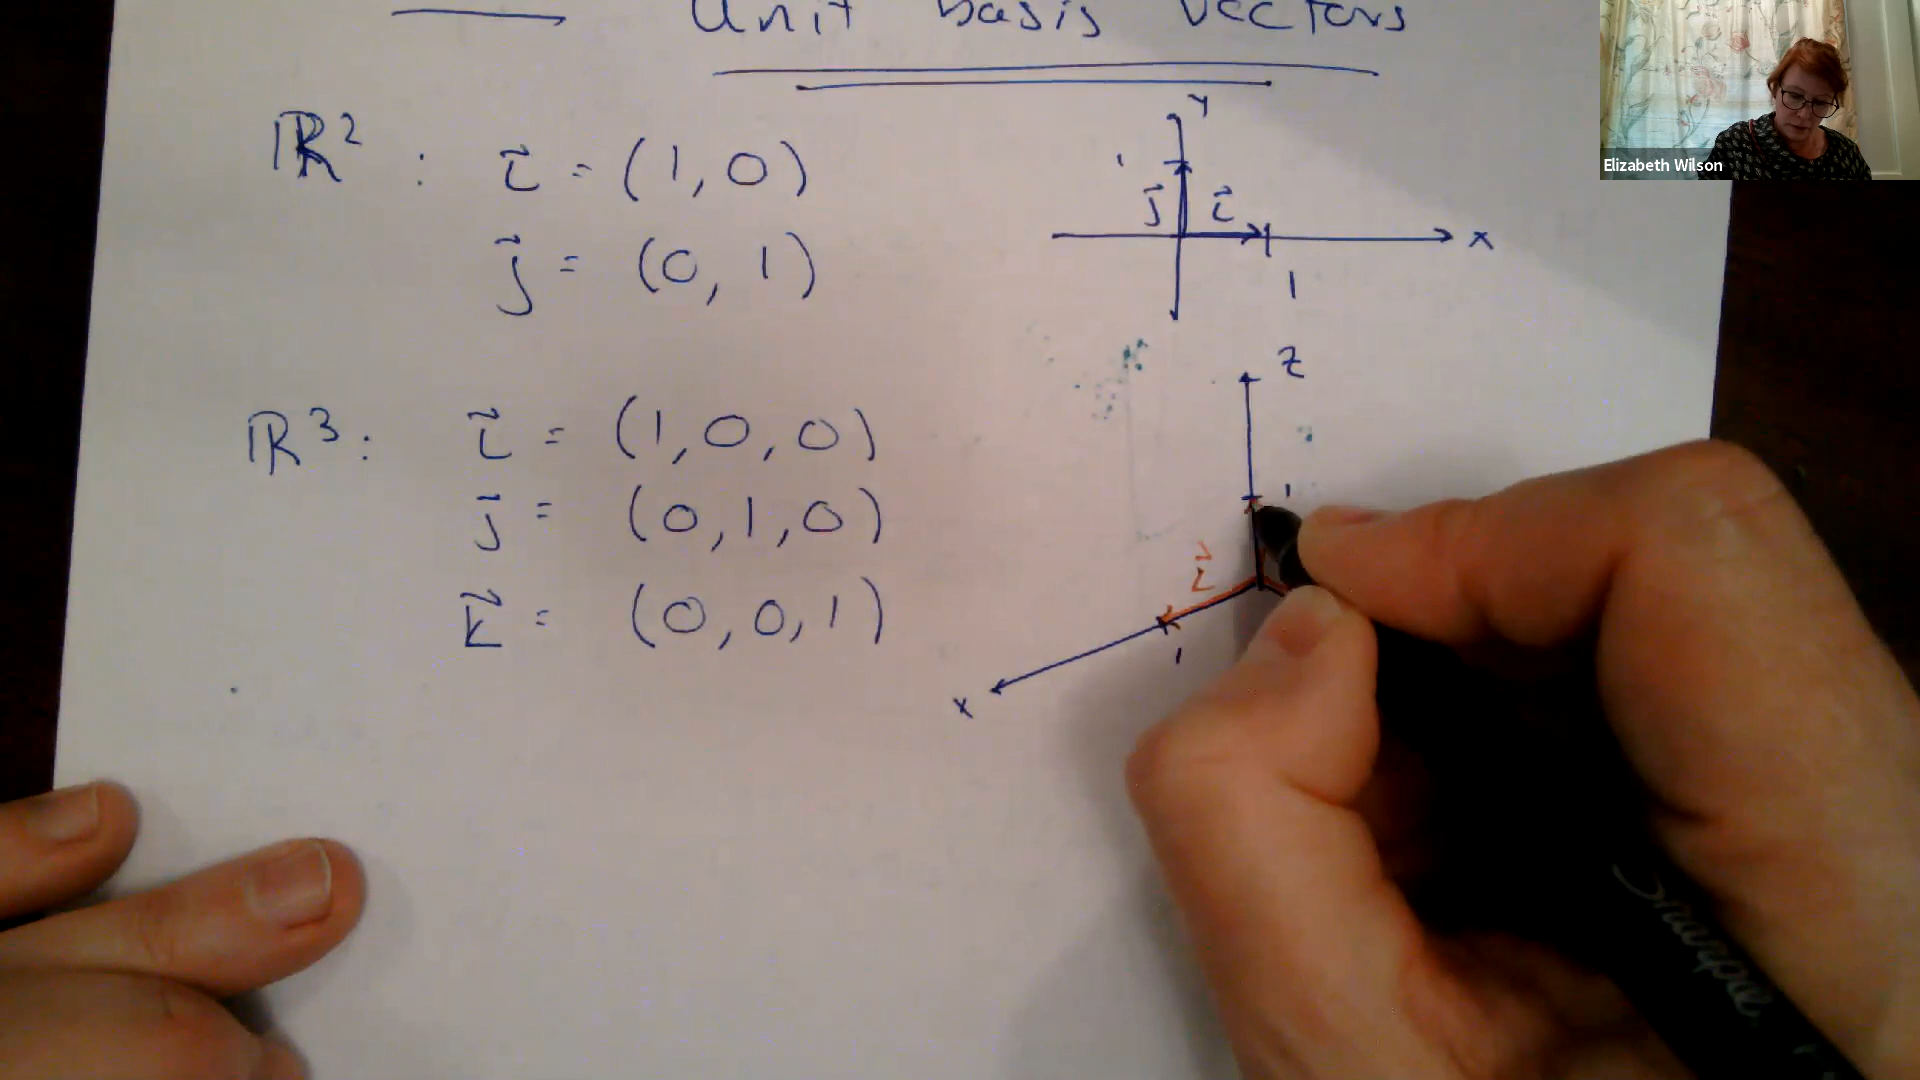 Unit basis vectors
ℝ² : i⃗ = (1, 0)
j⃗ = (0, 1)
y
1
j⃗ i⃗
x
1
ℝ³ : i⃗ = (1, 0, 0)
j⃗ = (0, 1, 0)
k⃗ = (0, 0, 1)
z
1
i⃗
1
x
Elizabeth Wilson
Sharpie